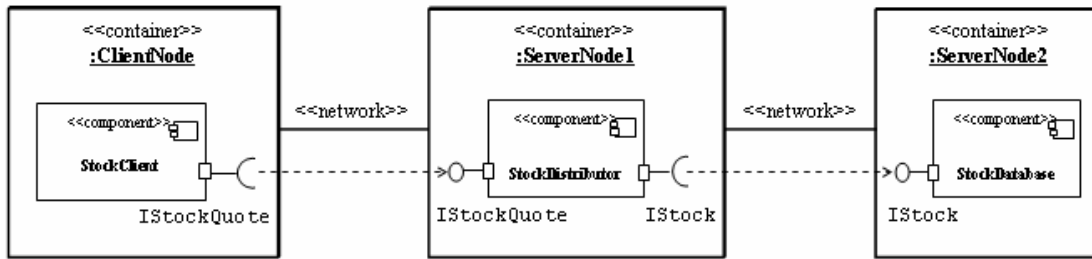 <<container>>
:ClientNode
<<component>>
StockClient
IStockQuote
<<network>>
<<container>>
:ServerNode1
<<component>>
StockDistributor
IStockQuote
IStock
<<network>>
<<container>>
:ServerNode2
<<component>>
StockDatabase
IStock